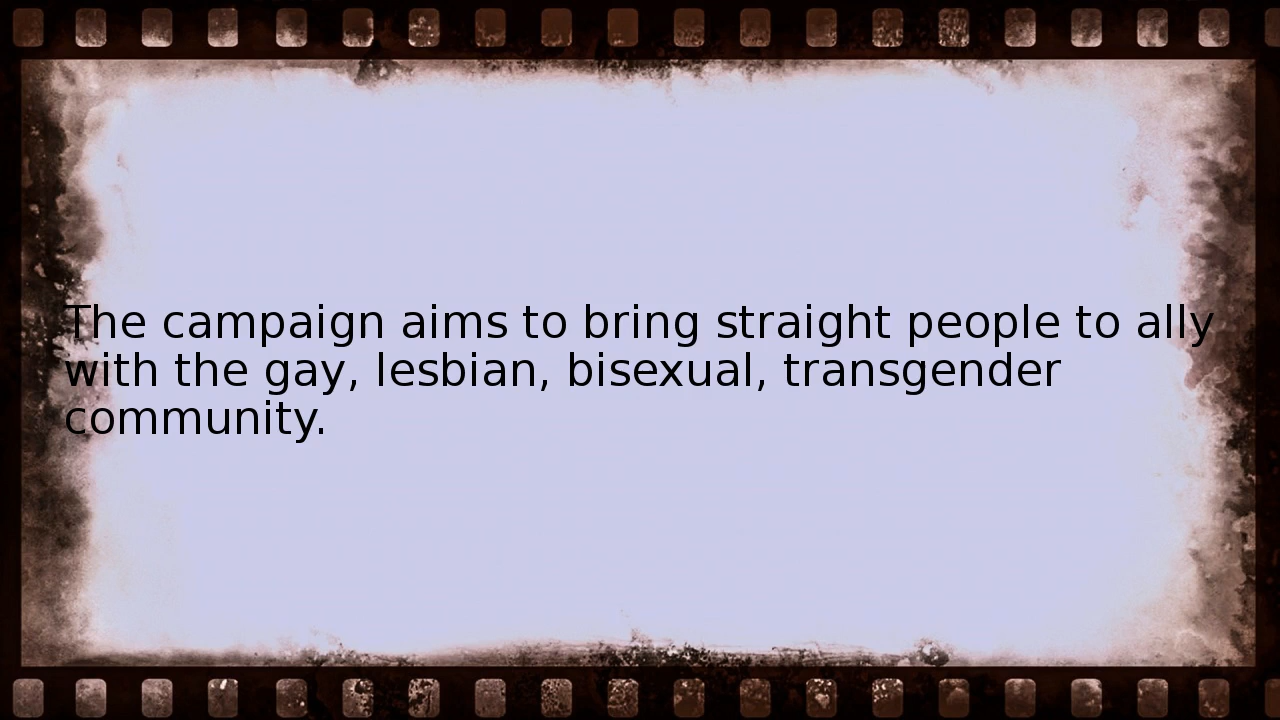 The campaign aims to bring straight people to ally
with the gay, lesbian, bisexual, transgender
community.